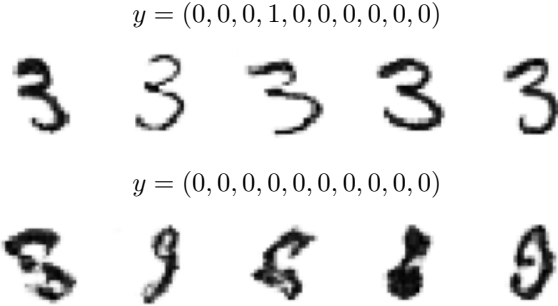 y = (0, 0, 0, 1, 0, 0, 0, 0, 0, 0)
3 3 3 3 3
y = (0, 0, 0, 0, 0, 0, 0, 0, 0, 0)